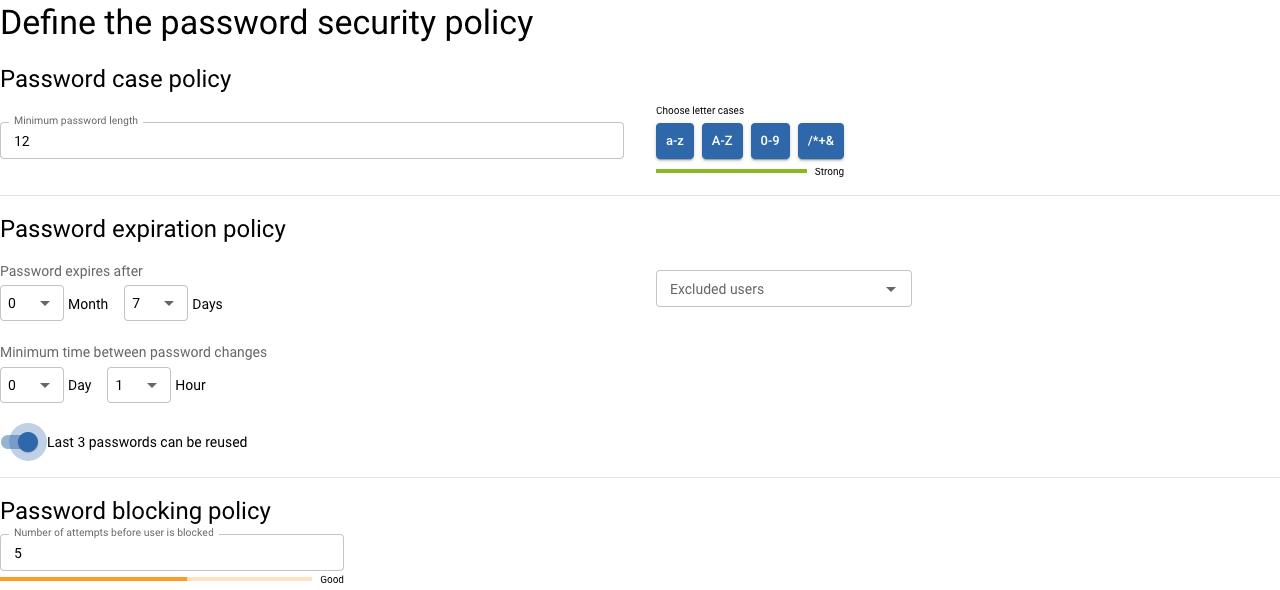 Define the password security policy
Password case policy
Minimum password length
12
Choose letter cases
a-z A-Z 0-9 /*+&
Strong
Password expiration policy
Password expires after
0 Month 7 Days
Excluded users
Minimum time between password changes
0 Day 1 Hour
Last 3 passwords can be reused
Password blocking policy
Number of attempts before user is blocked
5
Good